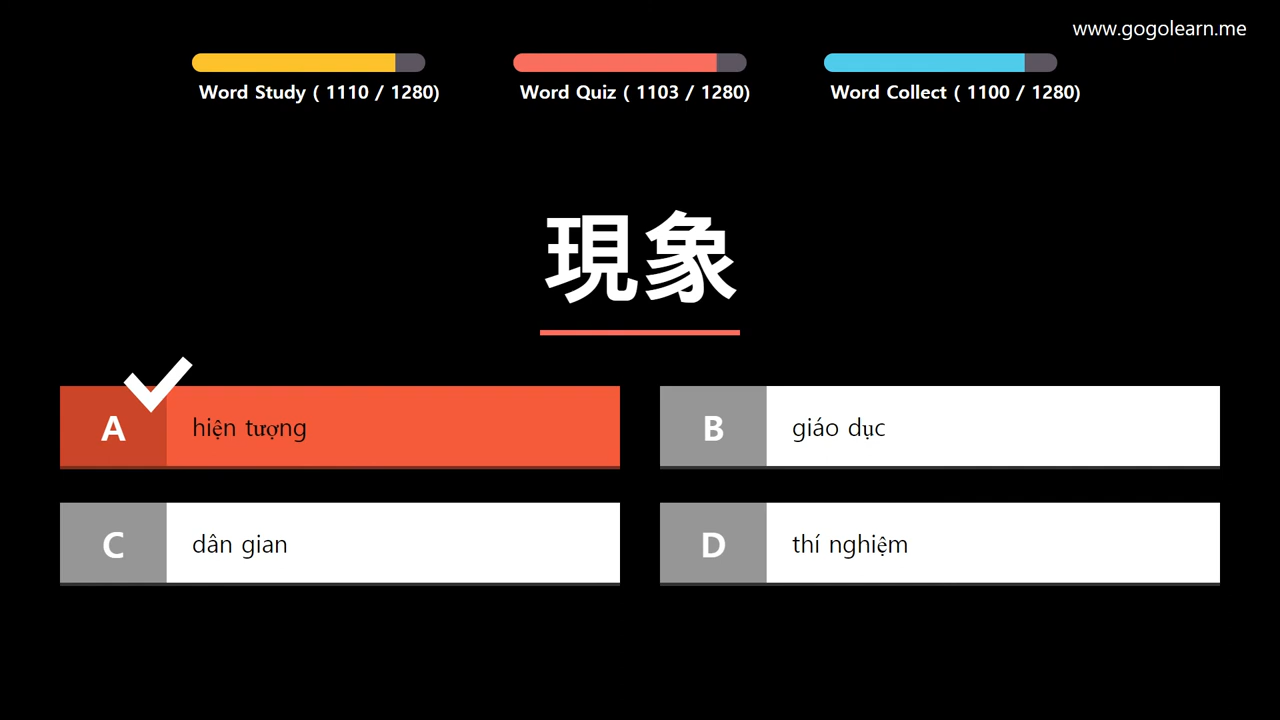 www.gogolearn.me
Word Study ( 1110 / 1280)
Word Quiz ( 1103 / 1280)
Word Collect ( 1100 / 1280)
現象
A hiện tượng
B giáo dục
C dân gian
D thí nghiệm